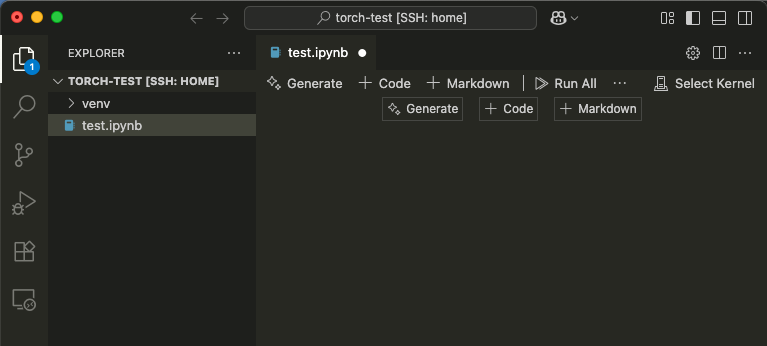 torch-test [SSH: home]
EXPLORER
test.ipynb
TORCH-TEST [SSH: HOME]
Generate Code Markdown Run All Select Kernel
venv
Generate Code Markdown
test.ipynb
1